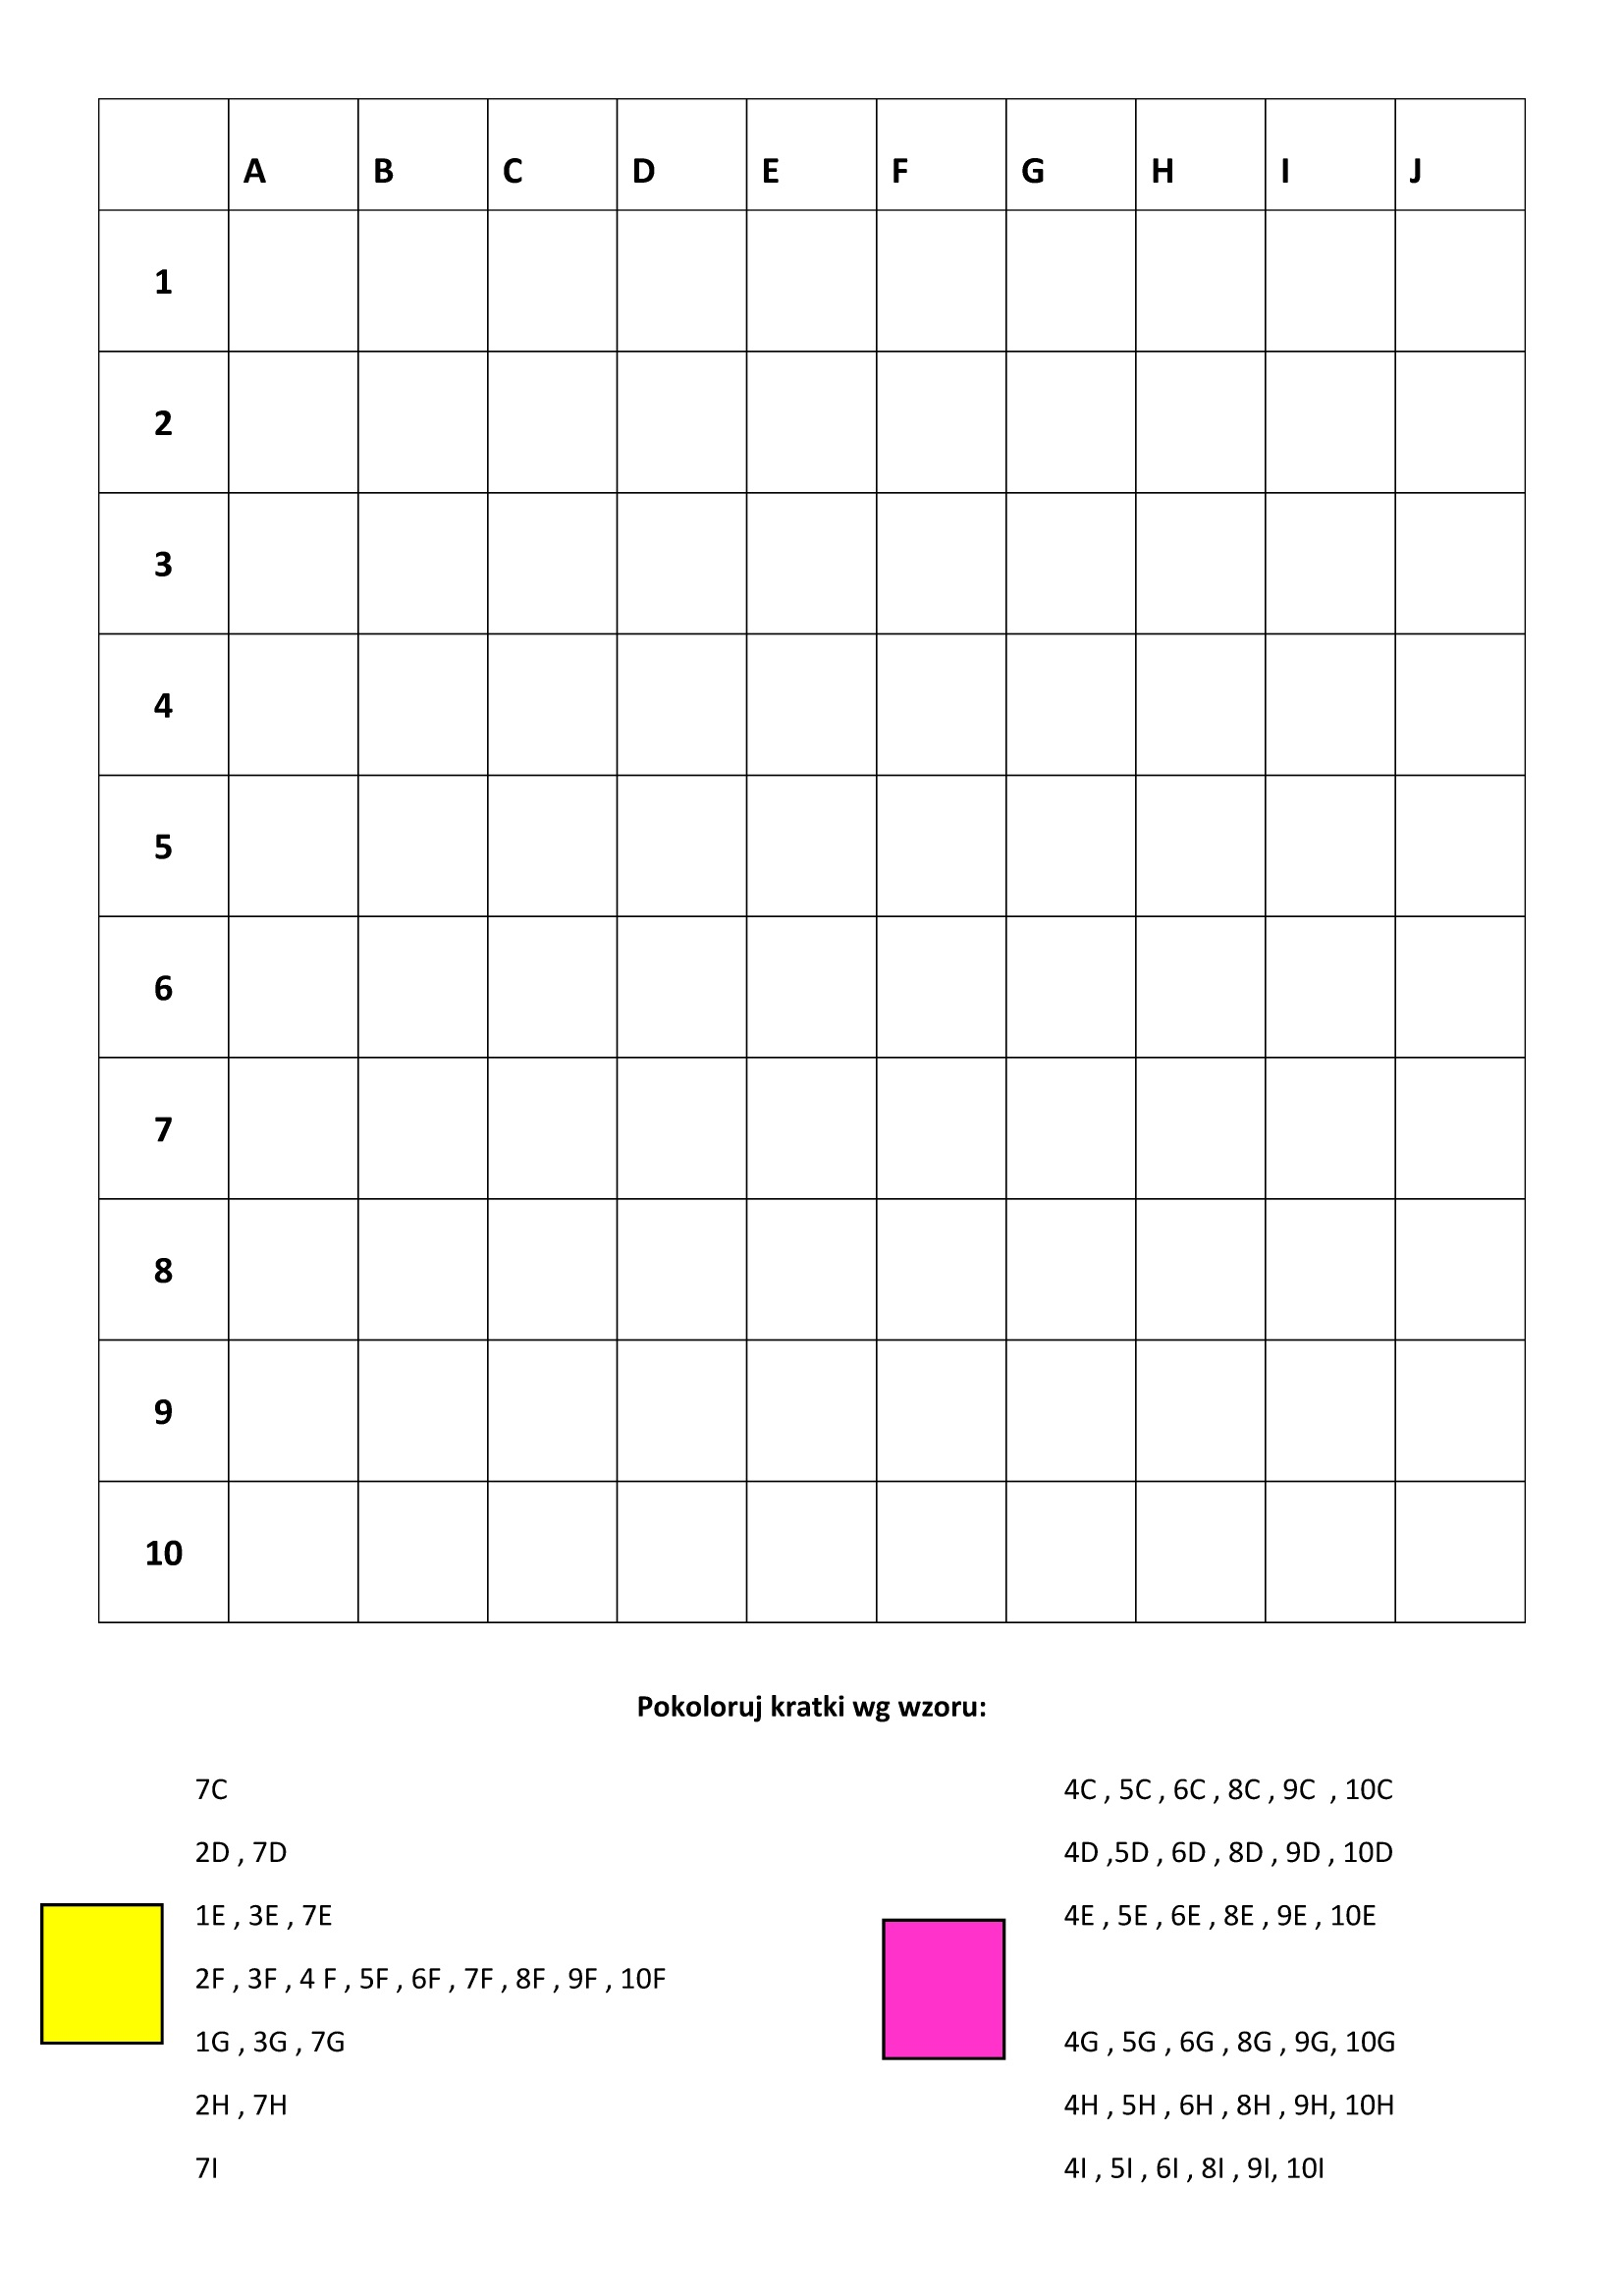 A B C D E F G H I J
1
2
3
4
5
6
7
8
9
10
Pokoloruj kratki wg wzoru:
7C
2D , 7D
1E , 3E , 7E
2F , 3F , 4 F , 5F , 6F , 7F , 8F , 9F , 10F
1G , 3G , 7G
2H , 7H
7I
4C , 5C , 6C , 8C , 9C  , 10C
4D ,5D , 6D , 8D , 9D , 10D
4E , 5E , 6E , 8E , 9E , 10E
4G , 5G , 6G , 8G , 9G, 10G
4H , 5H , 6H , 8H , 9H, 10H
4I , 5I , 6I , 8I , 9I, 10I